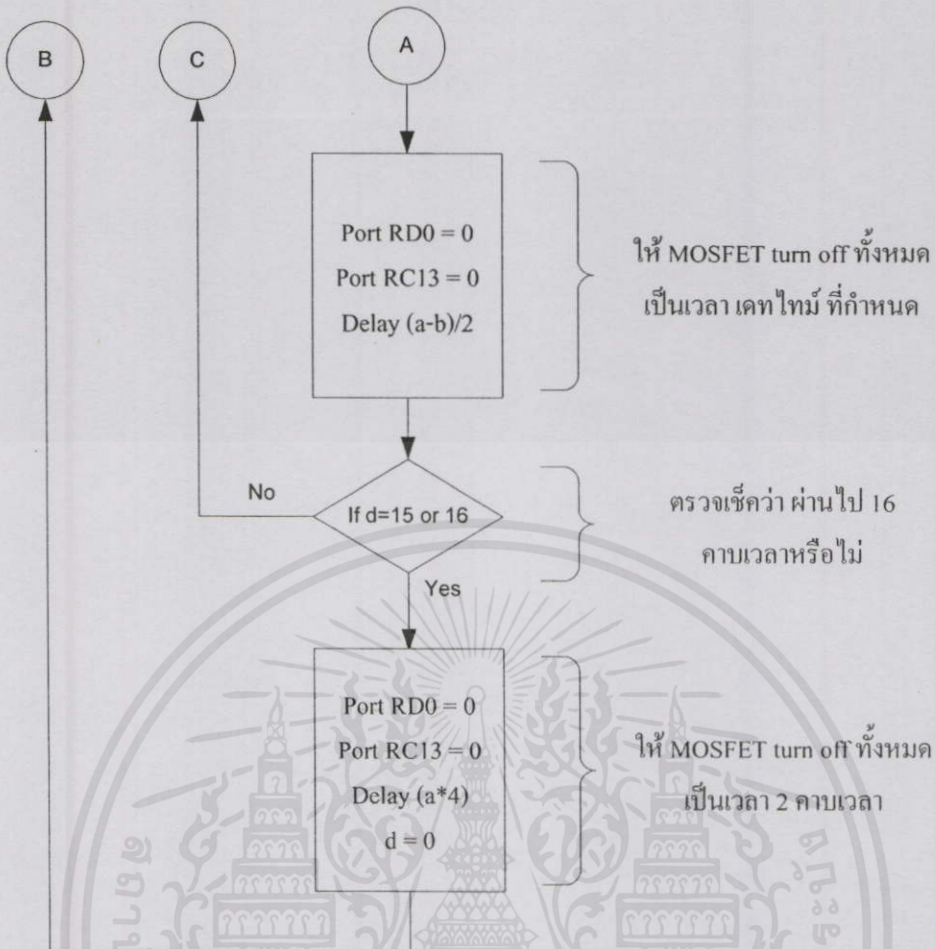 B
C
A
Port RD0 = 0
Port RC13 = 0
Delay (a-b)/2
ให้ MOSFET turn off ทั้งหมด
เป็นเวลา เดทไทม์ ที่กำหนด
No
If d=15 or 16
ตรวจเช็คว่า ผ่านไป 16
คาบเวลาหรือไม่
Yes
Port RD0 = 0
Port RC13 = 0
Delay (a*4)
d = 0
ให้ MOSFET turn off ทั้งหมด
เป็นเวลา 2 คาบเวลา